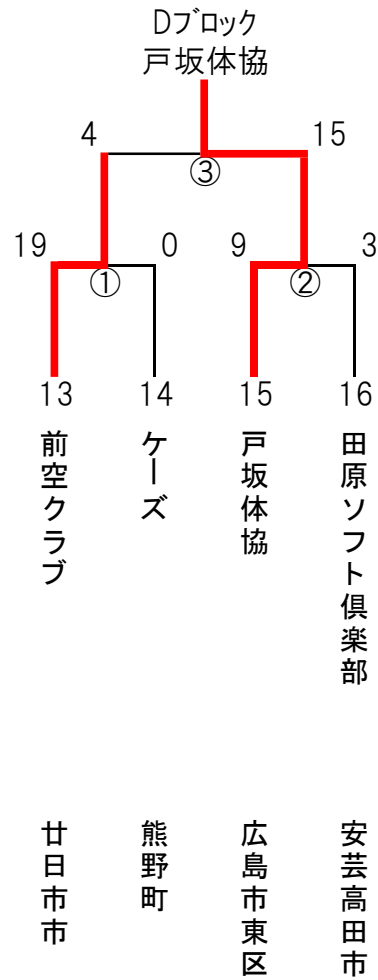 Dブロック
戸坂体協
4 15
③
19 0 9 3
① ②
13 14 15 16
前空クラブ
ケーズ
戸坂体協
田原ソフト倶楽部
廿日市市
熊野町
広島市東区
安芸高田市